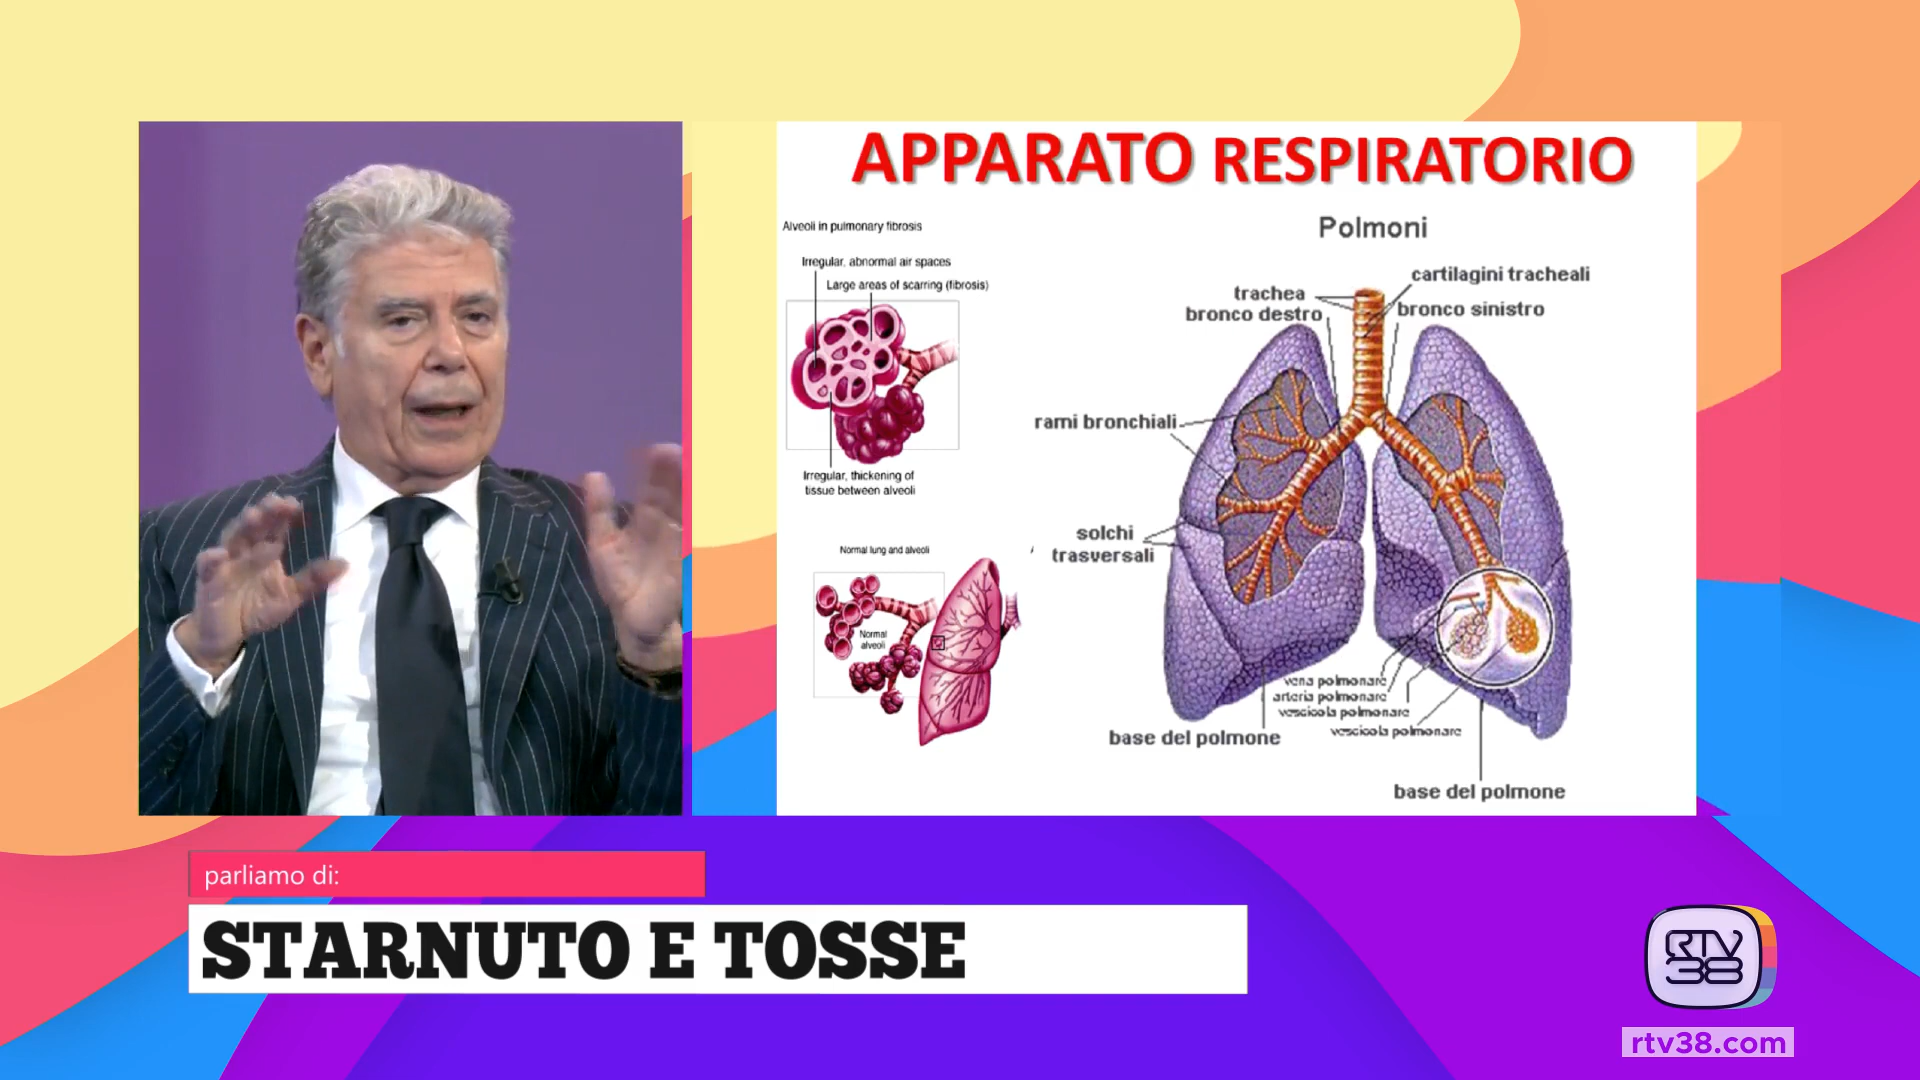 APPARATO RESPIRATORIO
Alveoli in pulmonary fibrosis
Irregular, abnormal air spaces
Large areas of scarring (fibrosis)
Irregular, thickening of
tissue between alveoli
Normal lung and alveoli
Normal
alveoli
Polmoni
cartilagini tracheali
trachea
bronco destro
bronco sinistro
rami bronchiali
solchi
trasversali
vena polmonare
arteria polmonare
vescicola polmonare
vescicola polmonare
base del polmone
base del polmone
parliamo di:
STARNUTO E TOSSE
RTV
38
rtv38.com